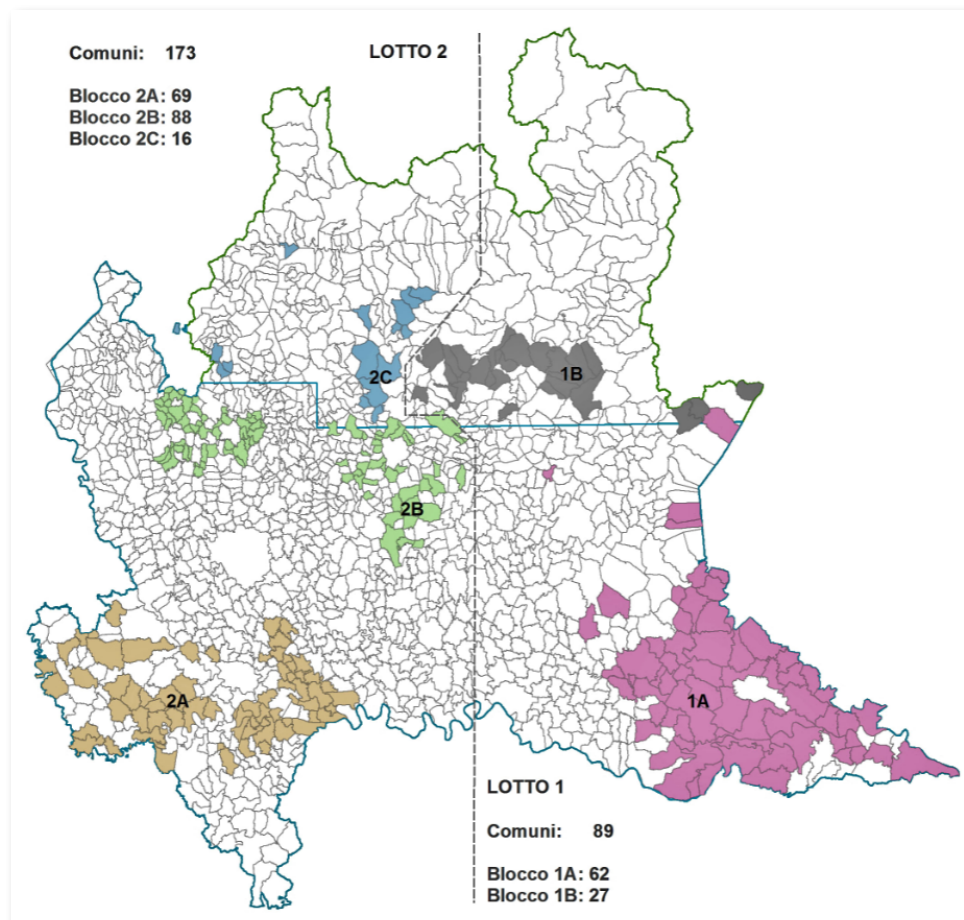 LOTTO 2
Comuni: 173
Blocco 2A: 69
Blocco 2B: 88
Blocco 2C: 16
2C
1B
2B
2A
1A
LOTTO 1
Comuni: 89
Blocco 1A: 62
Blocco 1B: 27